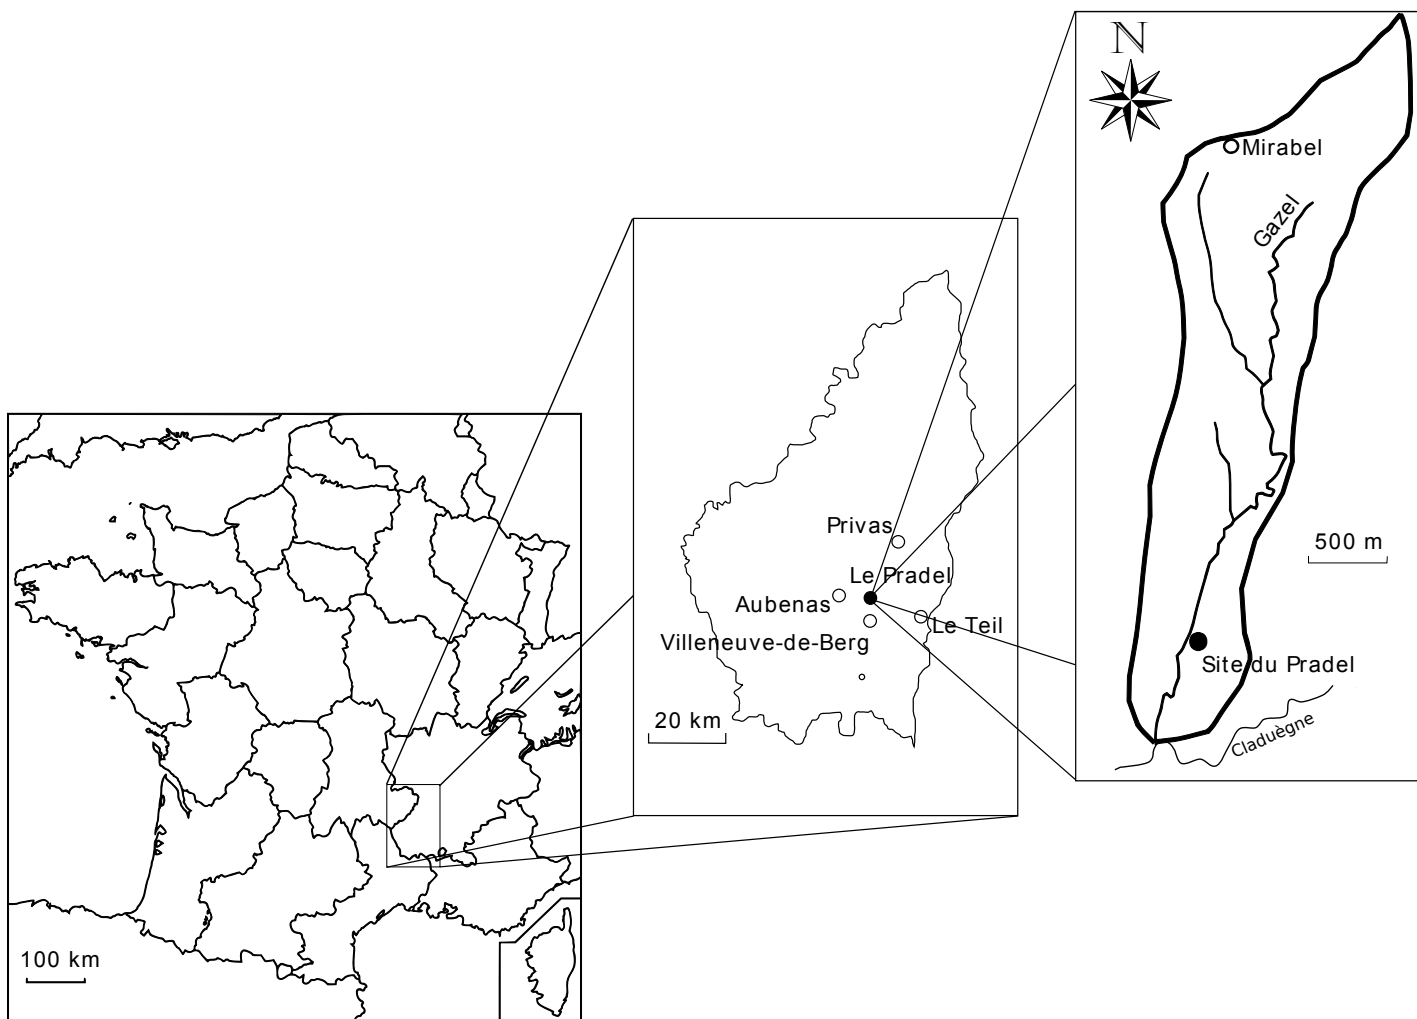 N
Mirabel
Gazel
500 m
Site du Pradel
Claduègne
Privas
Le Pradel
Aubenas
Le Teil
Villeneuve-de-Berg
20 km
100 km